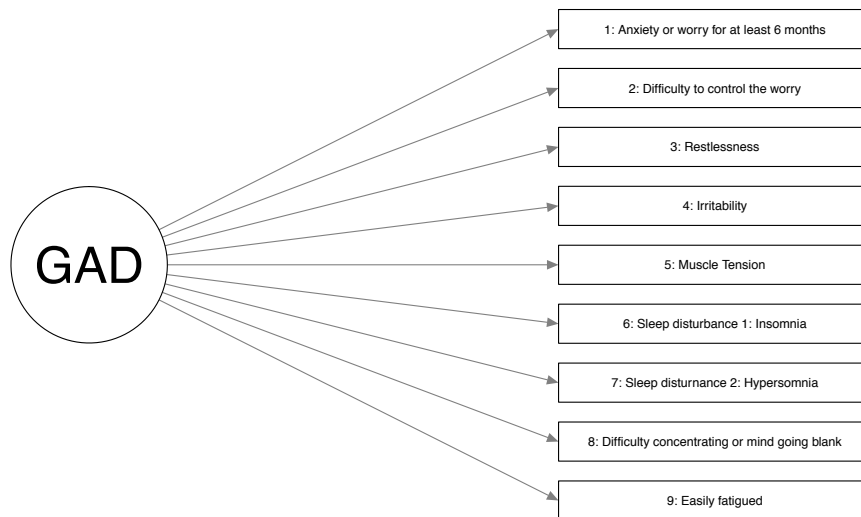 GAD
1: Anxiety or worry for at least 6 months
2: Difficulty to control the worry
3: Restlessness
4: Irritability
5: Muscle Tension
6: Sleep disturbance 1: Insomnia
7: Sleep disturnance 2: Hypersomnia
8: Difficulty concentrating or mind going blank
9: Easily fatigued